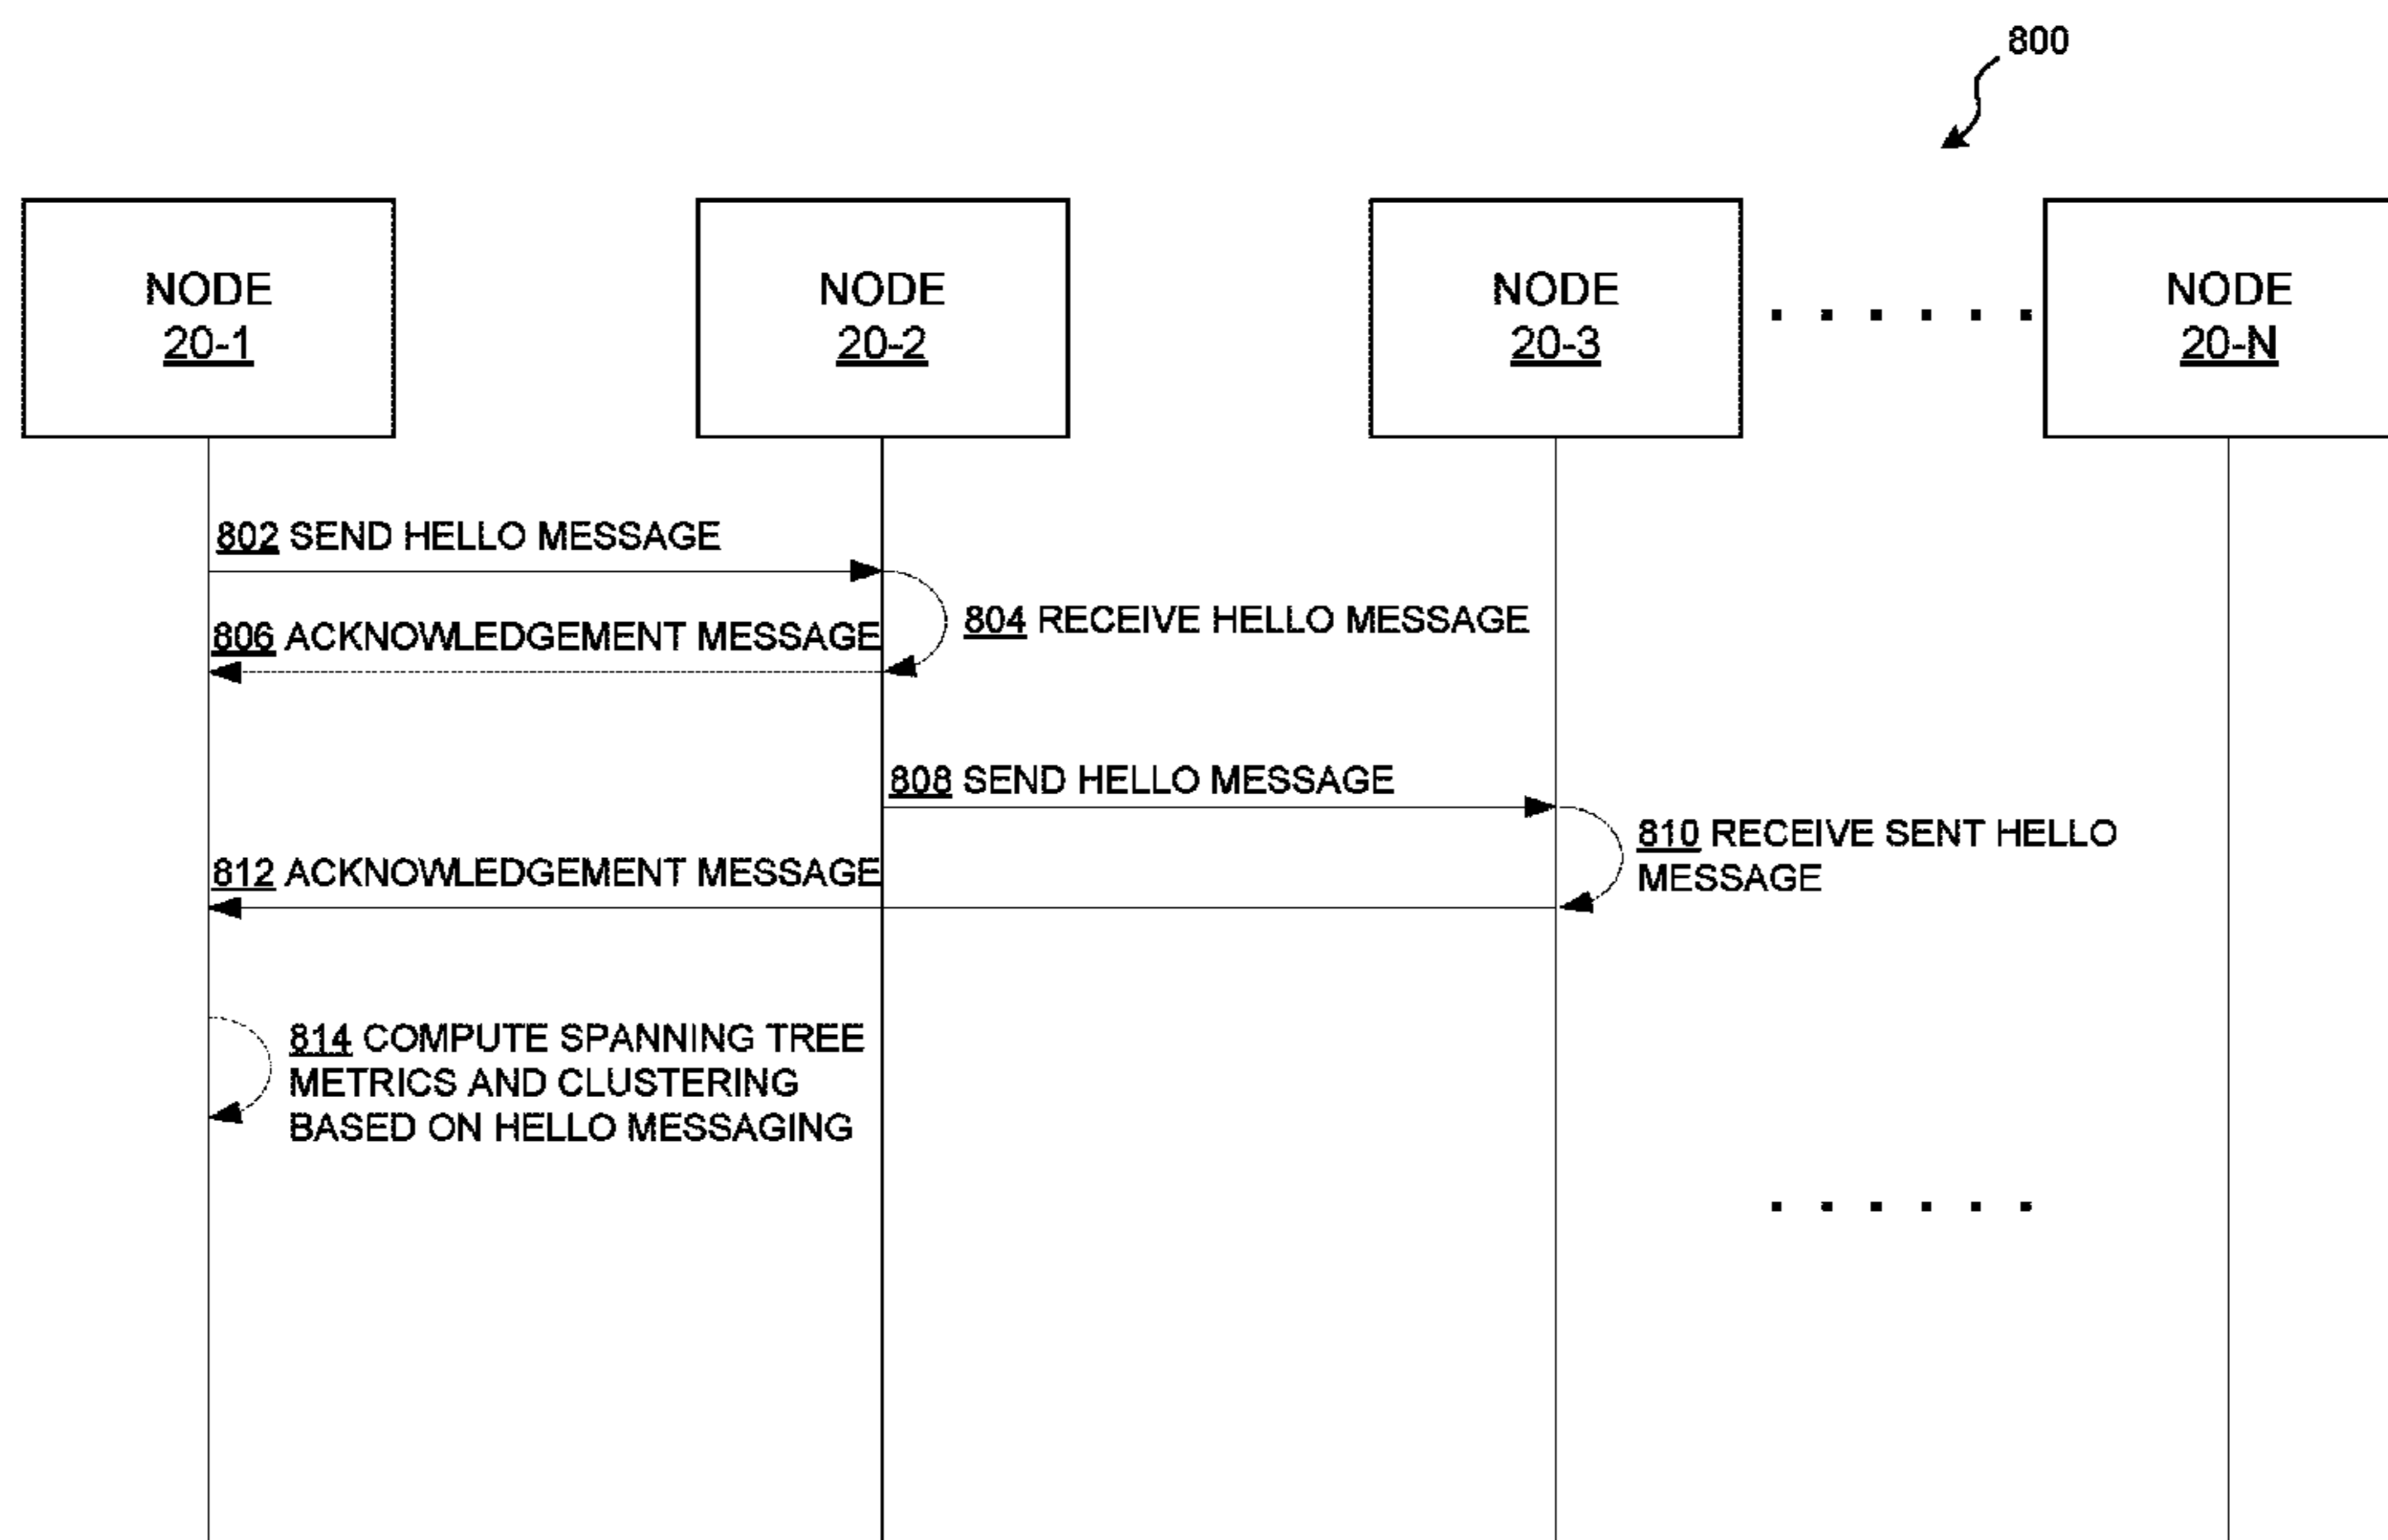 800
NODE
20-1
NODE
20-2
NODE
20-3
NODE
20-N
802 SEND HELLO MESSAGE
804 RECEIVE HELLO MESSAGE
806 ACKNOWLEDGEMENT MESSAGE
808 SEND HELLO MESSAGE
810 RECEIVE SENT HELLO
MESSAGE
812 ACKNOWLEDGEMENT MESSAGE
814 COMPUTE SPANNING TREE
METRICS AND CLUSTERING
BASED ON HELLO MESSAGING